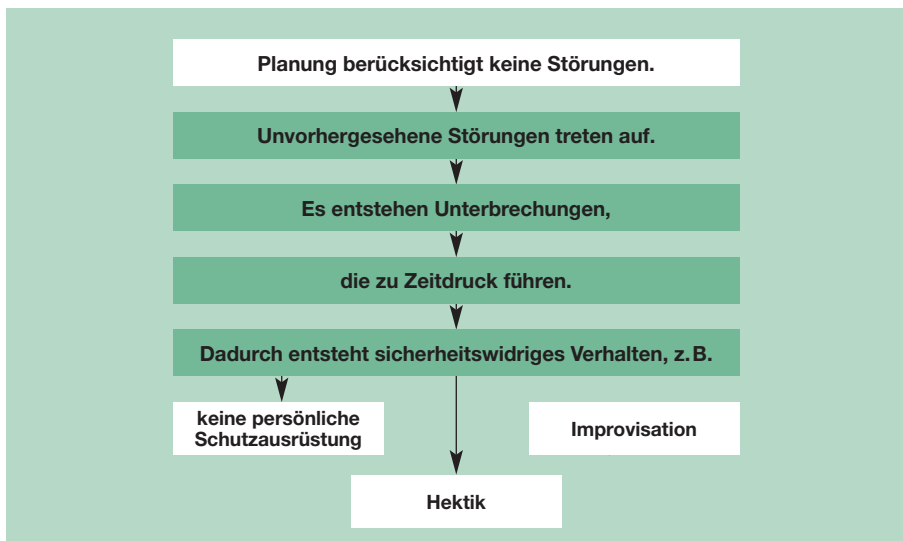 Planung berücksichtigt keine Störungen.
Unvorhergesehene Störungen treten auf.
Es entstehen Unterbrechungen,
die zu Zeitdruck führen.
Dadurch entsteht sicherheitswidriges Verhalten, z. B.
keine persönliche
Schutzausrüstung
Improvisation
Hektik